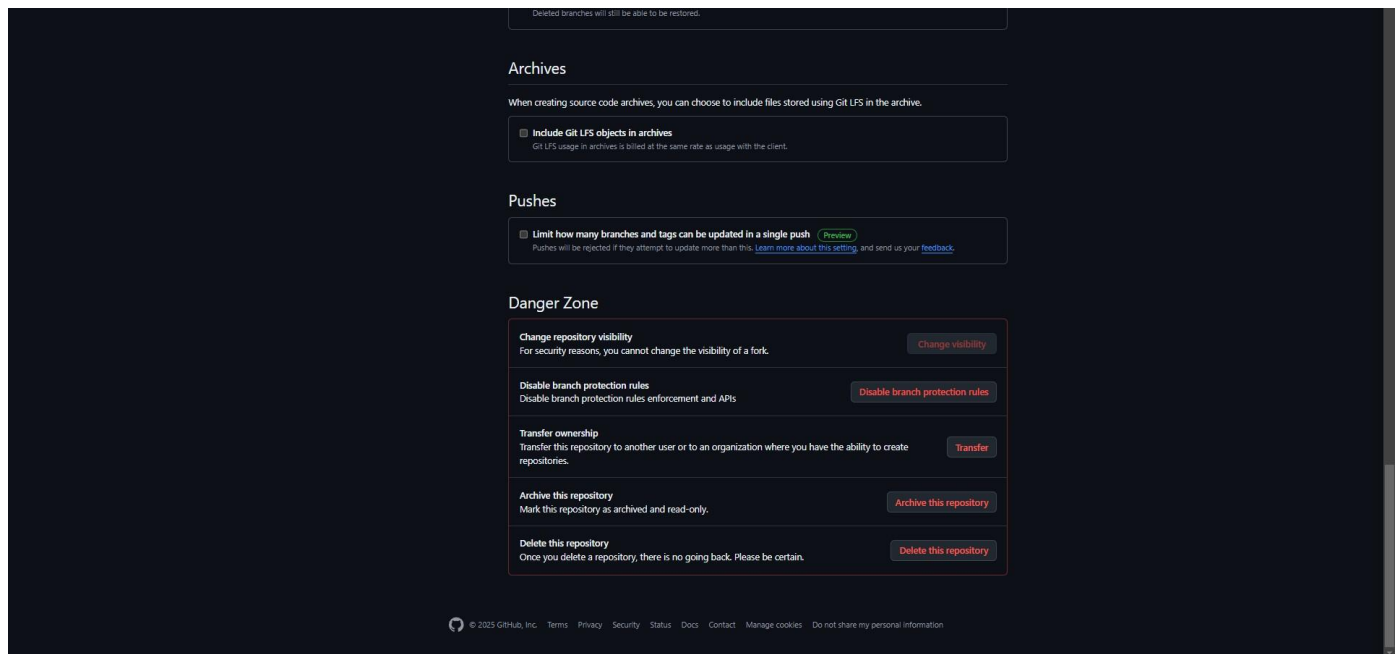 Deleted branches will still be able to be restored.
Archives
When creating source code archives, you can choose to include files stored using Git LFS in the archive.
Include Git LFS objects in archives
Git LFS usage in archives is billed at the same rate as usage with the client.
Pushes
Limit how many branches and tags can be updated in a single push Preview
Pushes will be rejected if they attempt to update more than this. Learn more about this setting, and send us your feedback.
Danger Zone
Change repository visibility
For security reasons, you cannot change the visibility of a fork.
Change visibility
Disable branch protection rules
Disable branch protection rules enforcement and APIs
Disable branch protection rules
Transfer ownership
Transfer this repository to another user or to an organization where you have the ability to create
repositories.
Transfer
Archive this repository
Mark this repository as archived and read-only.
Archive this repository
Delete this repository
Once you delete a repository, there is no going back. Please be certain.
Delete this repository
© 2025 GitHub, Inc. Terms Privacy Security Status Docs Contact Manage cookies Do not share my personal information